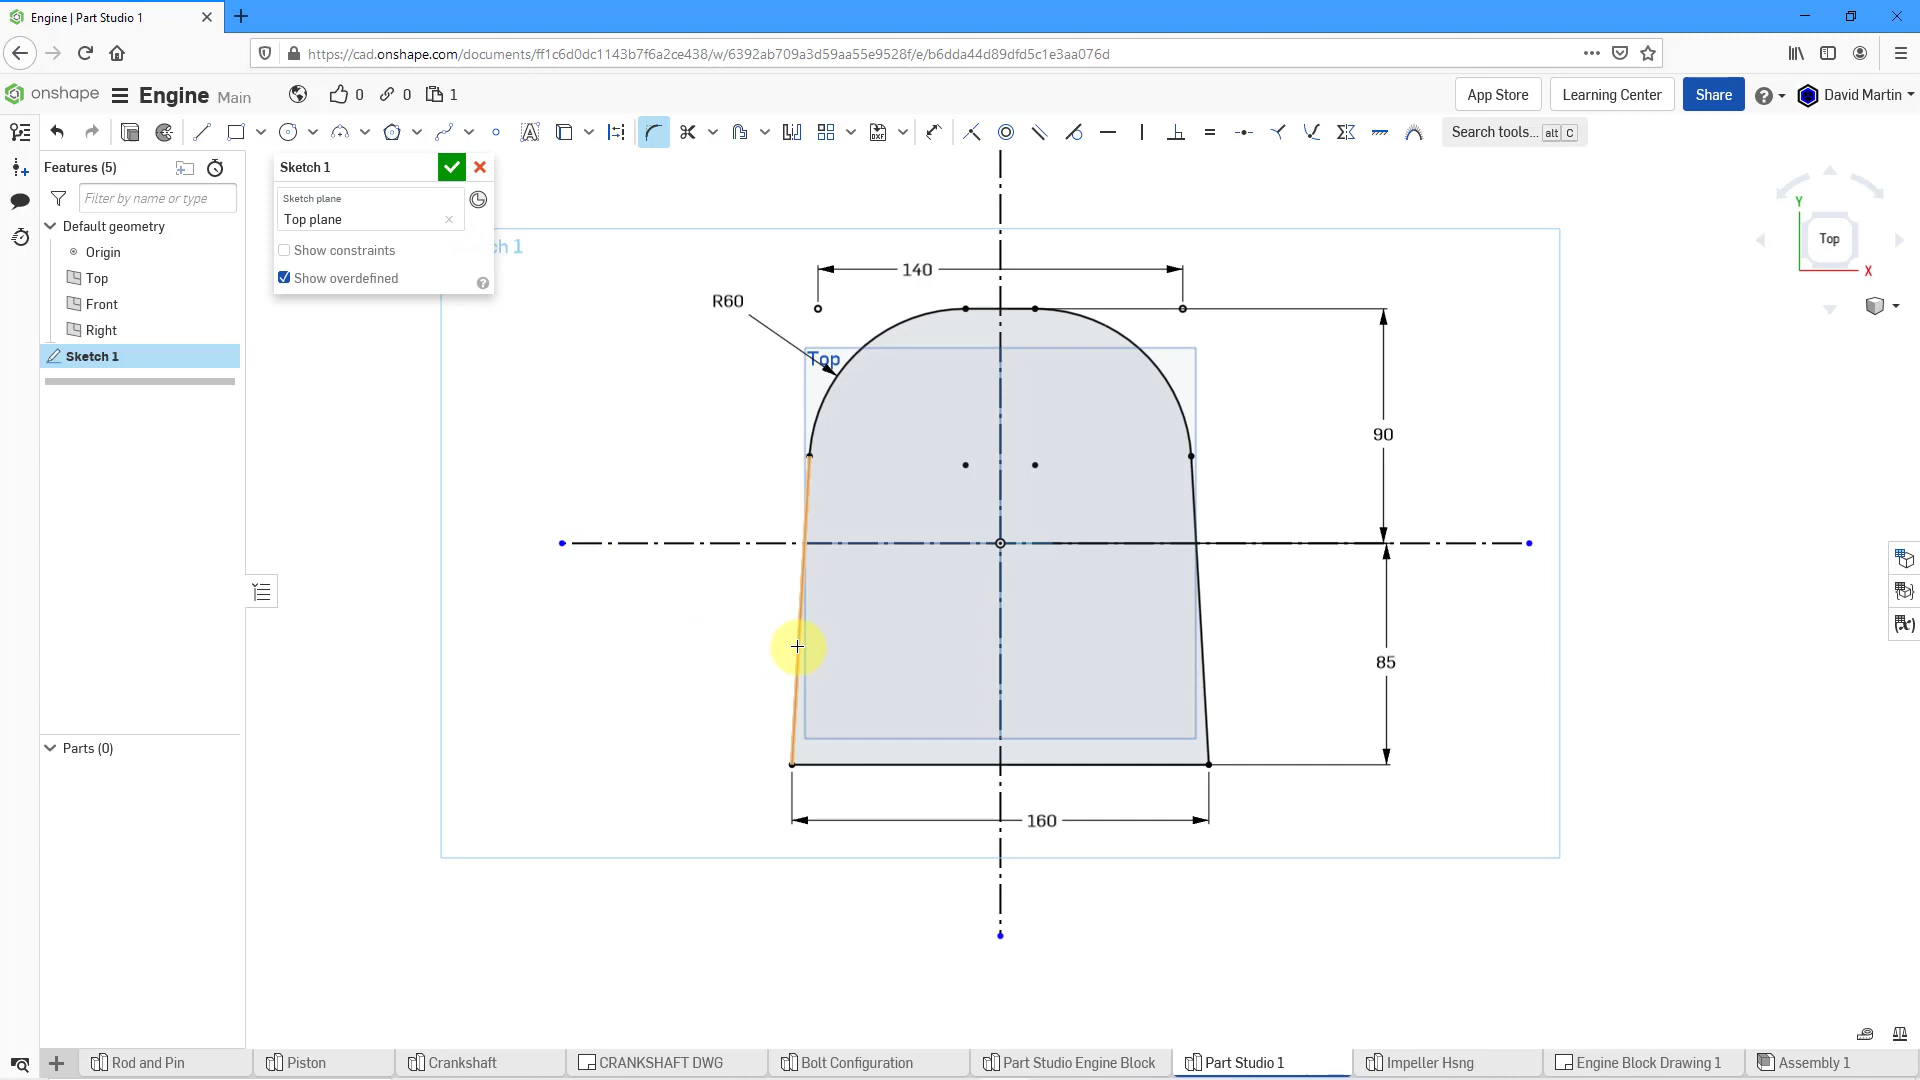 Engine | Part Studio 1
https://cad.onshape.com/documents/ff1c6d0dc1143b7f6a2ce438/w/6392ab709a3d59aa55e9528f/e/b6dda44d89dfd5c1e3aa076d
onshape Engine Main 0 0 1 App Store Learning Center Share David Martin
Search tools... alt C
Features (5)
Filter by name or type
Default geometry
Origin
Top
Front
Right
Sketch 1
Parts (0)
Sketch 1
Sketch plane
Top plane
Show constraints
Show overdefined
ch 1
140
R60
Top
90
85
160
Y
Top
X
Rod and Pin Piston Crankshaft CRANKSHAFT DWG Bolt Configuration Part Studio Engine Block Part Studio 1 Impeller Hsng Engine Block Drawing 1 Assembly 1